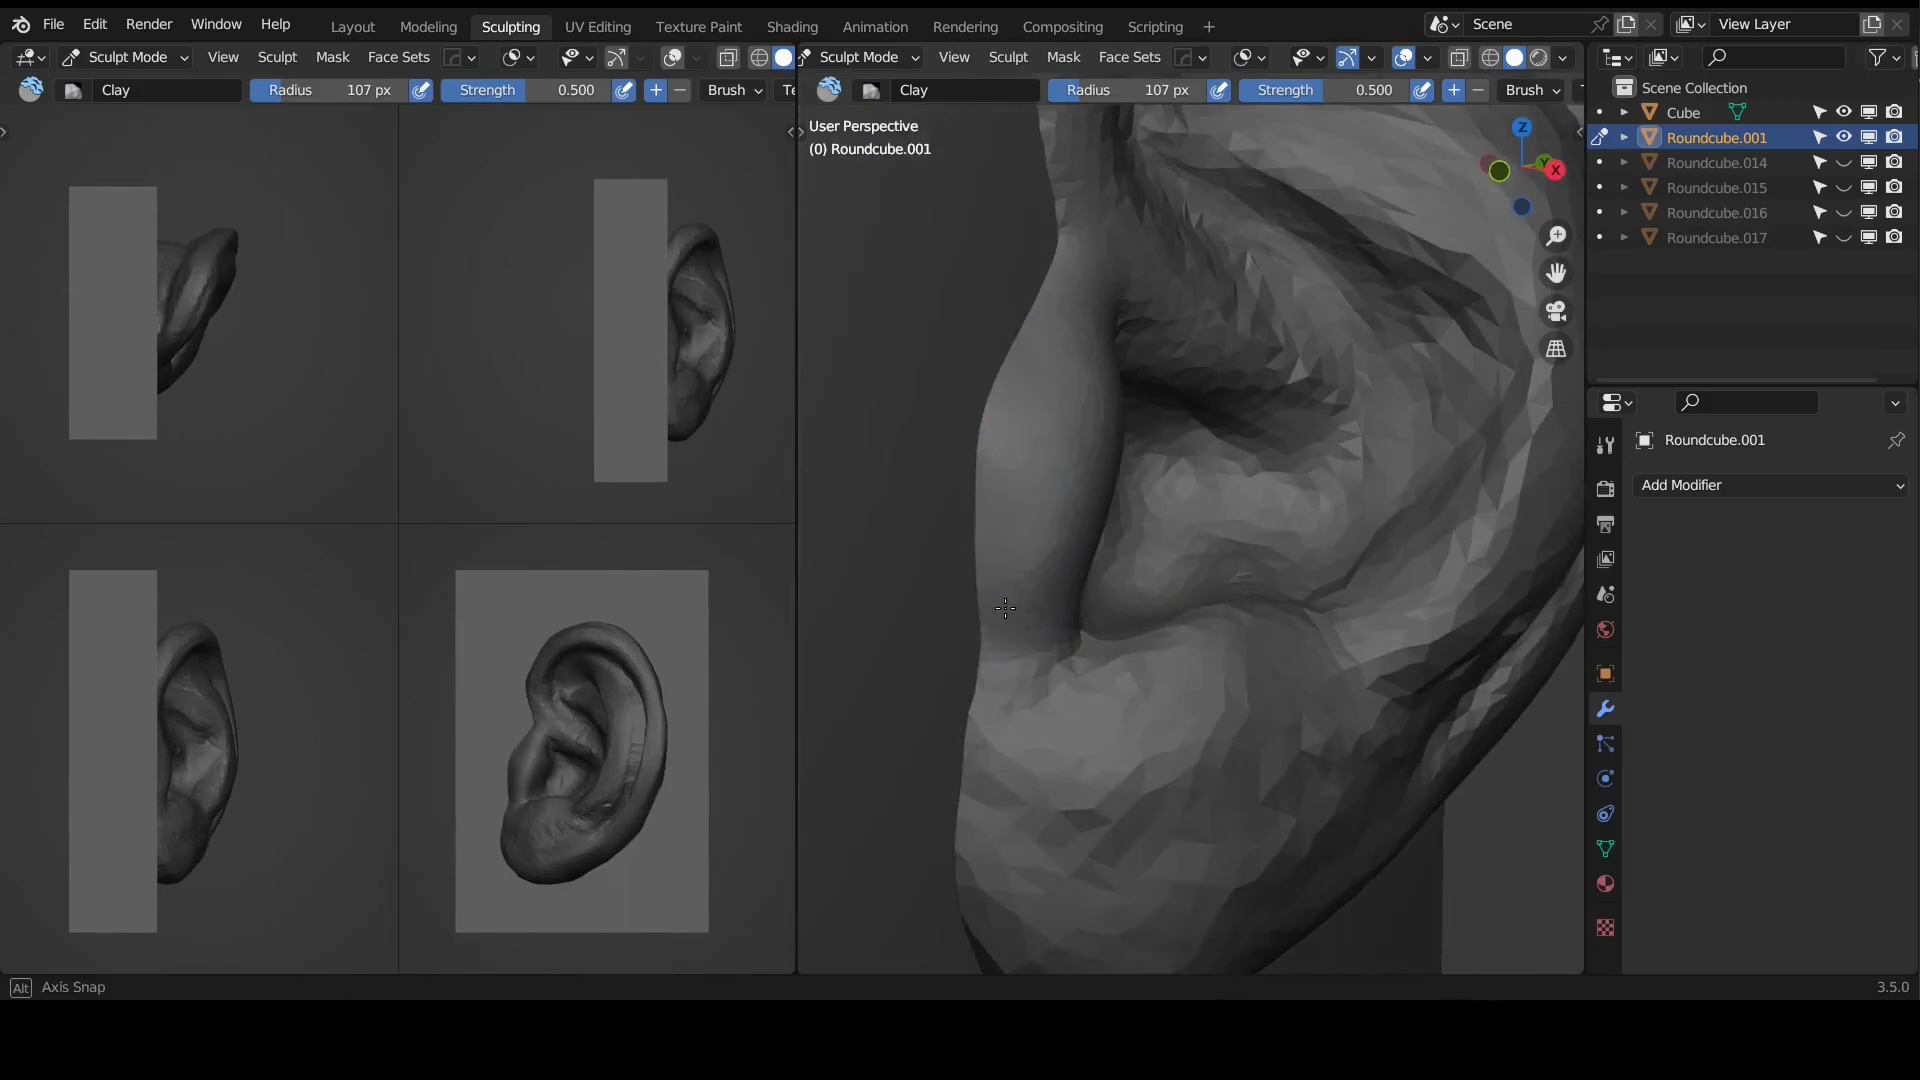 File Edit Render Window Help Layout Modeling Sculpting UV Editing Texture Paint Shading Animation Rendering Compositing Scripting + Scene View Layer
Sculpt Mode View Sculpt Mask Face Sets Sculpt Mode View Sculpt Mask Face Sets
Clay Radius 107 px Strength 0.500 + − Brush Te Clay Radius 107 px Strength 0.500 + − Brush
User Perspective
(0) Roundcube.001
Z
Y
X
Scene Collection
Cube
Roundcube.001
Roundcube.014
Roundcube.015
Roundcube.016
Roundcube.017
Roundcube.001
Add Modifier
Alt Axis Snap 3.5.0